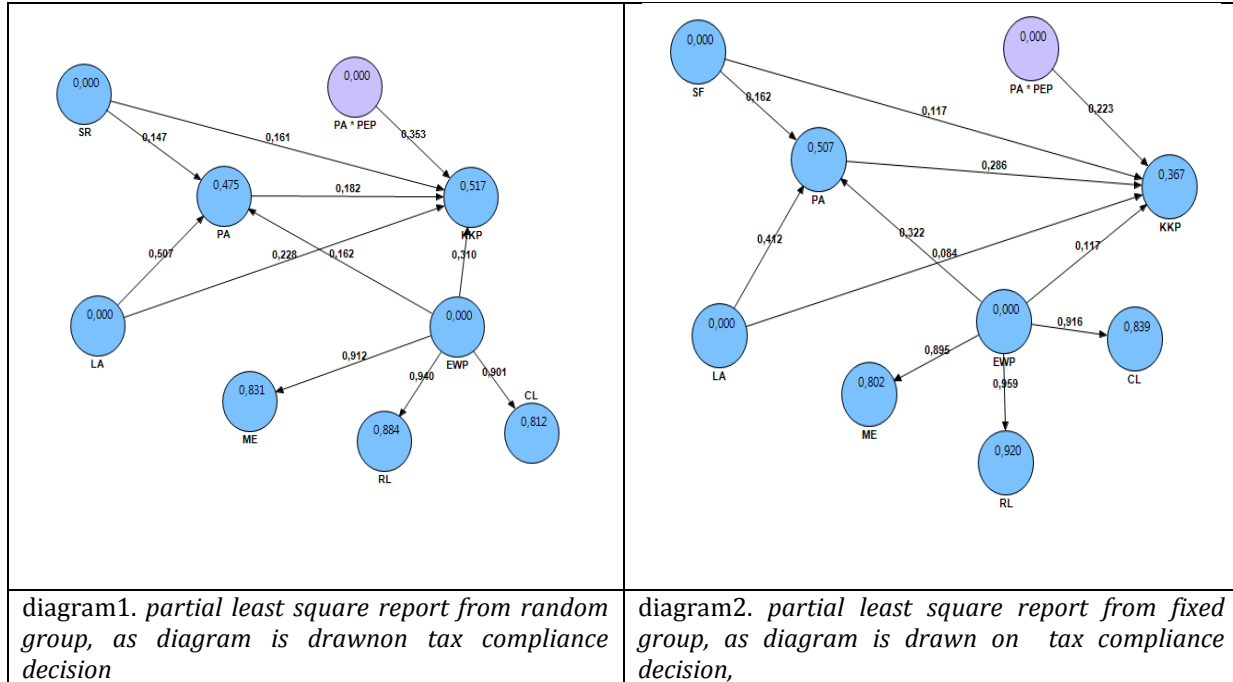 0,000
SR
0,000
PA * PEP
0,147
0,161
0,353
0,475
PA
0,182
0,517
KKP
0,507
0,228
0,162
0,310
0,000
LA
0,000
EWP
0,912
0,940
0,901
0,831
ME
0,884
RL
CL
0,812
diagram1. partial least square report from random
group, as diagram is drawnon tax compliance
decision
0,000
SF
0,000
PA * PEP
0,162
0,117
0,223
0,507
PA
0,286
0,367
KKP
0,412
0,322
0,084
0,117
0,000
LA
0,000
EWP
0,916
0,895
0,959
0,839
CL
0,802
ME
0,920
RL
diagram2. partial least square report from fixed
group, as diagram is drawn on tax compliance
decision,